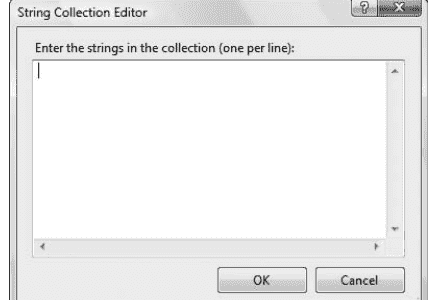 String Collection Editor
Enter the strings in the collection (one per line):
OK
Cancel